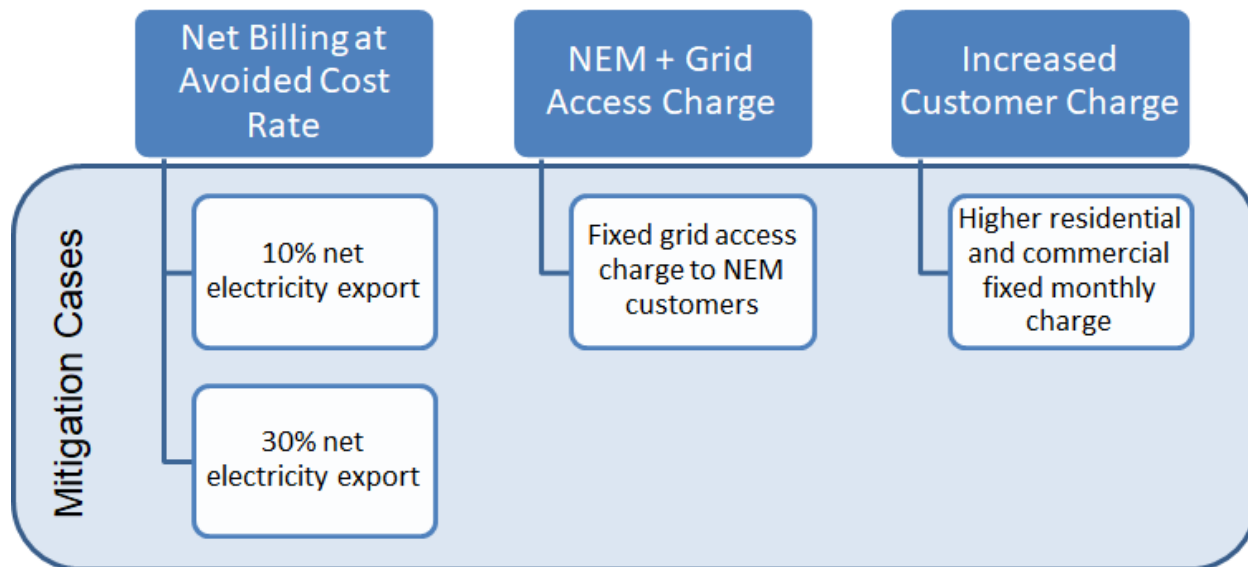 Net Billing at
Avoided Cost
Rate
NEM + Grid
Access Charge
Increased
Customer Charge
Mitigation Cases
10% net
electricity export
30% net
electricity export
Fixed grid access
charge to NEM
customers
Higher residential
and commercial
fixed monthly
charge